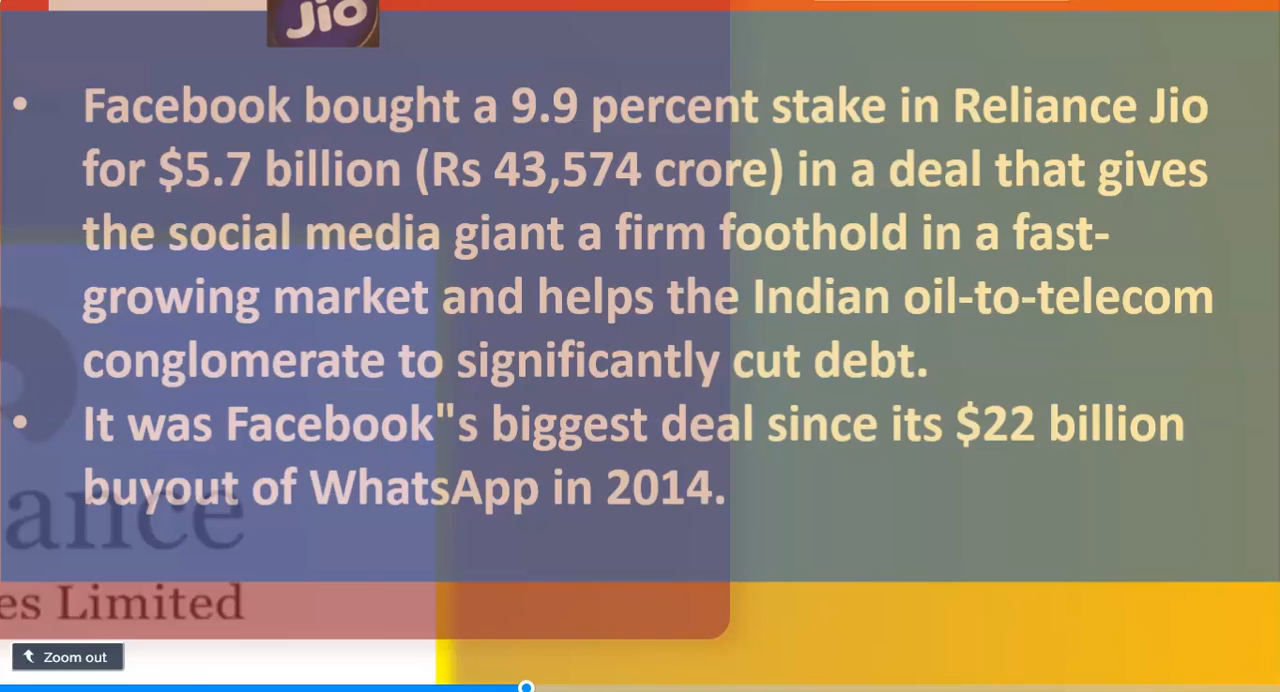 Jio
• Facebook bought a 9.9 percent stake in Reliance Jio
for $5.7 billion (Rs 43,574 crore) in a deal that gives
the social media giant a firm foothold in a fast-
growing market and helps the Indian oil-to-telecom
conglomerate to significantly cut debt.
• It was Facebook"s biggest deal since its $22 billion
buyout of WhatsApp in 2014.
ance
es Limited
Zoom out